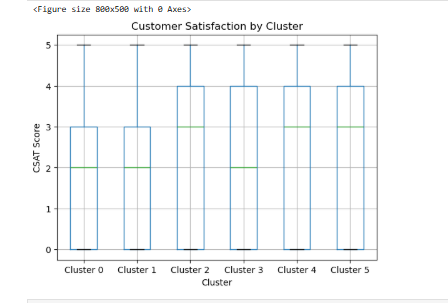 <Figure size 800x500 with 0 Axes>
Customer Satisfaction by Cluster
5
4
3
2
1
0
CSAT Score
Cluster 0 Cluster 1 Cluster 2 Cluster 3 Cluster 4 Cluster 5
Cluster